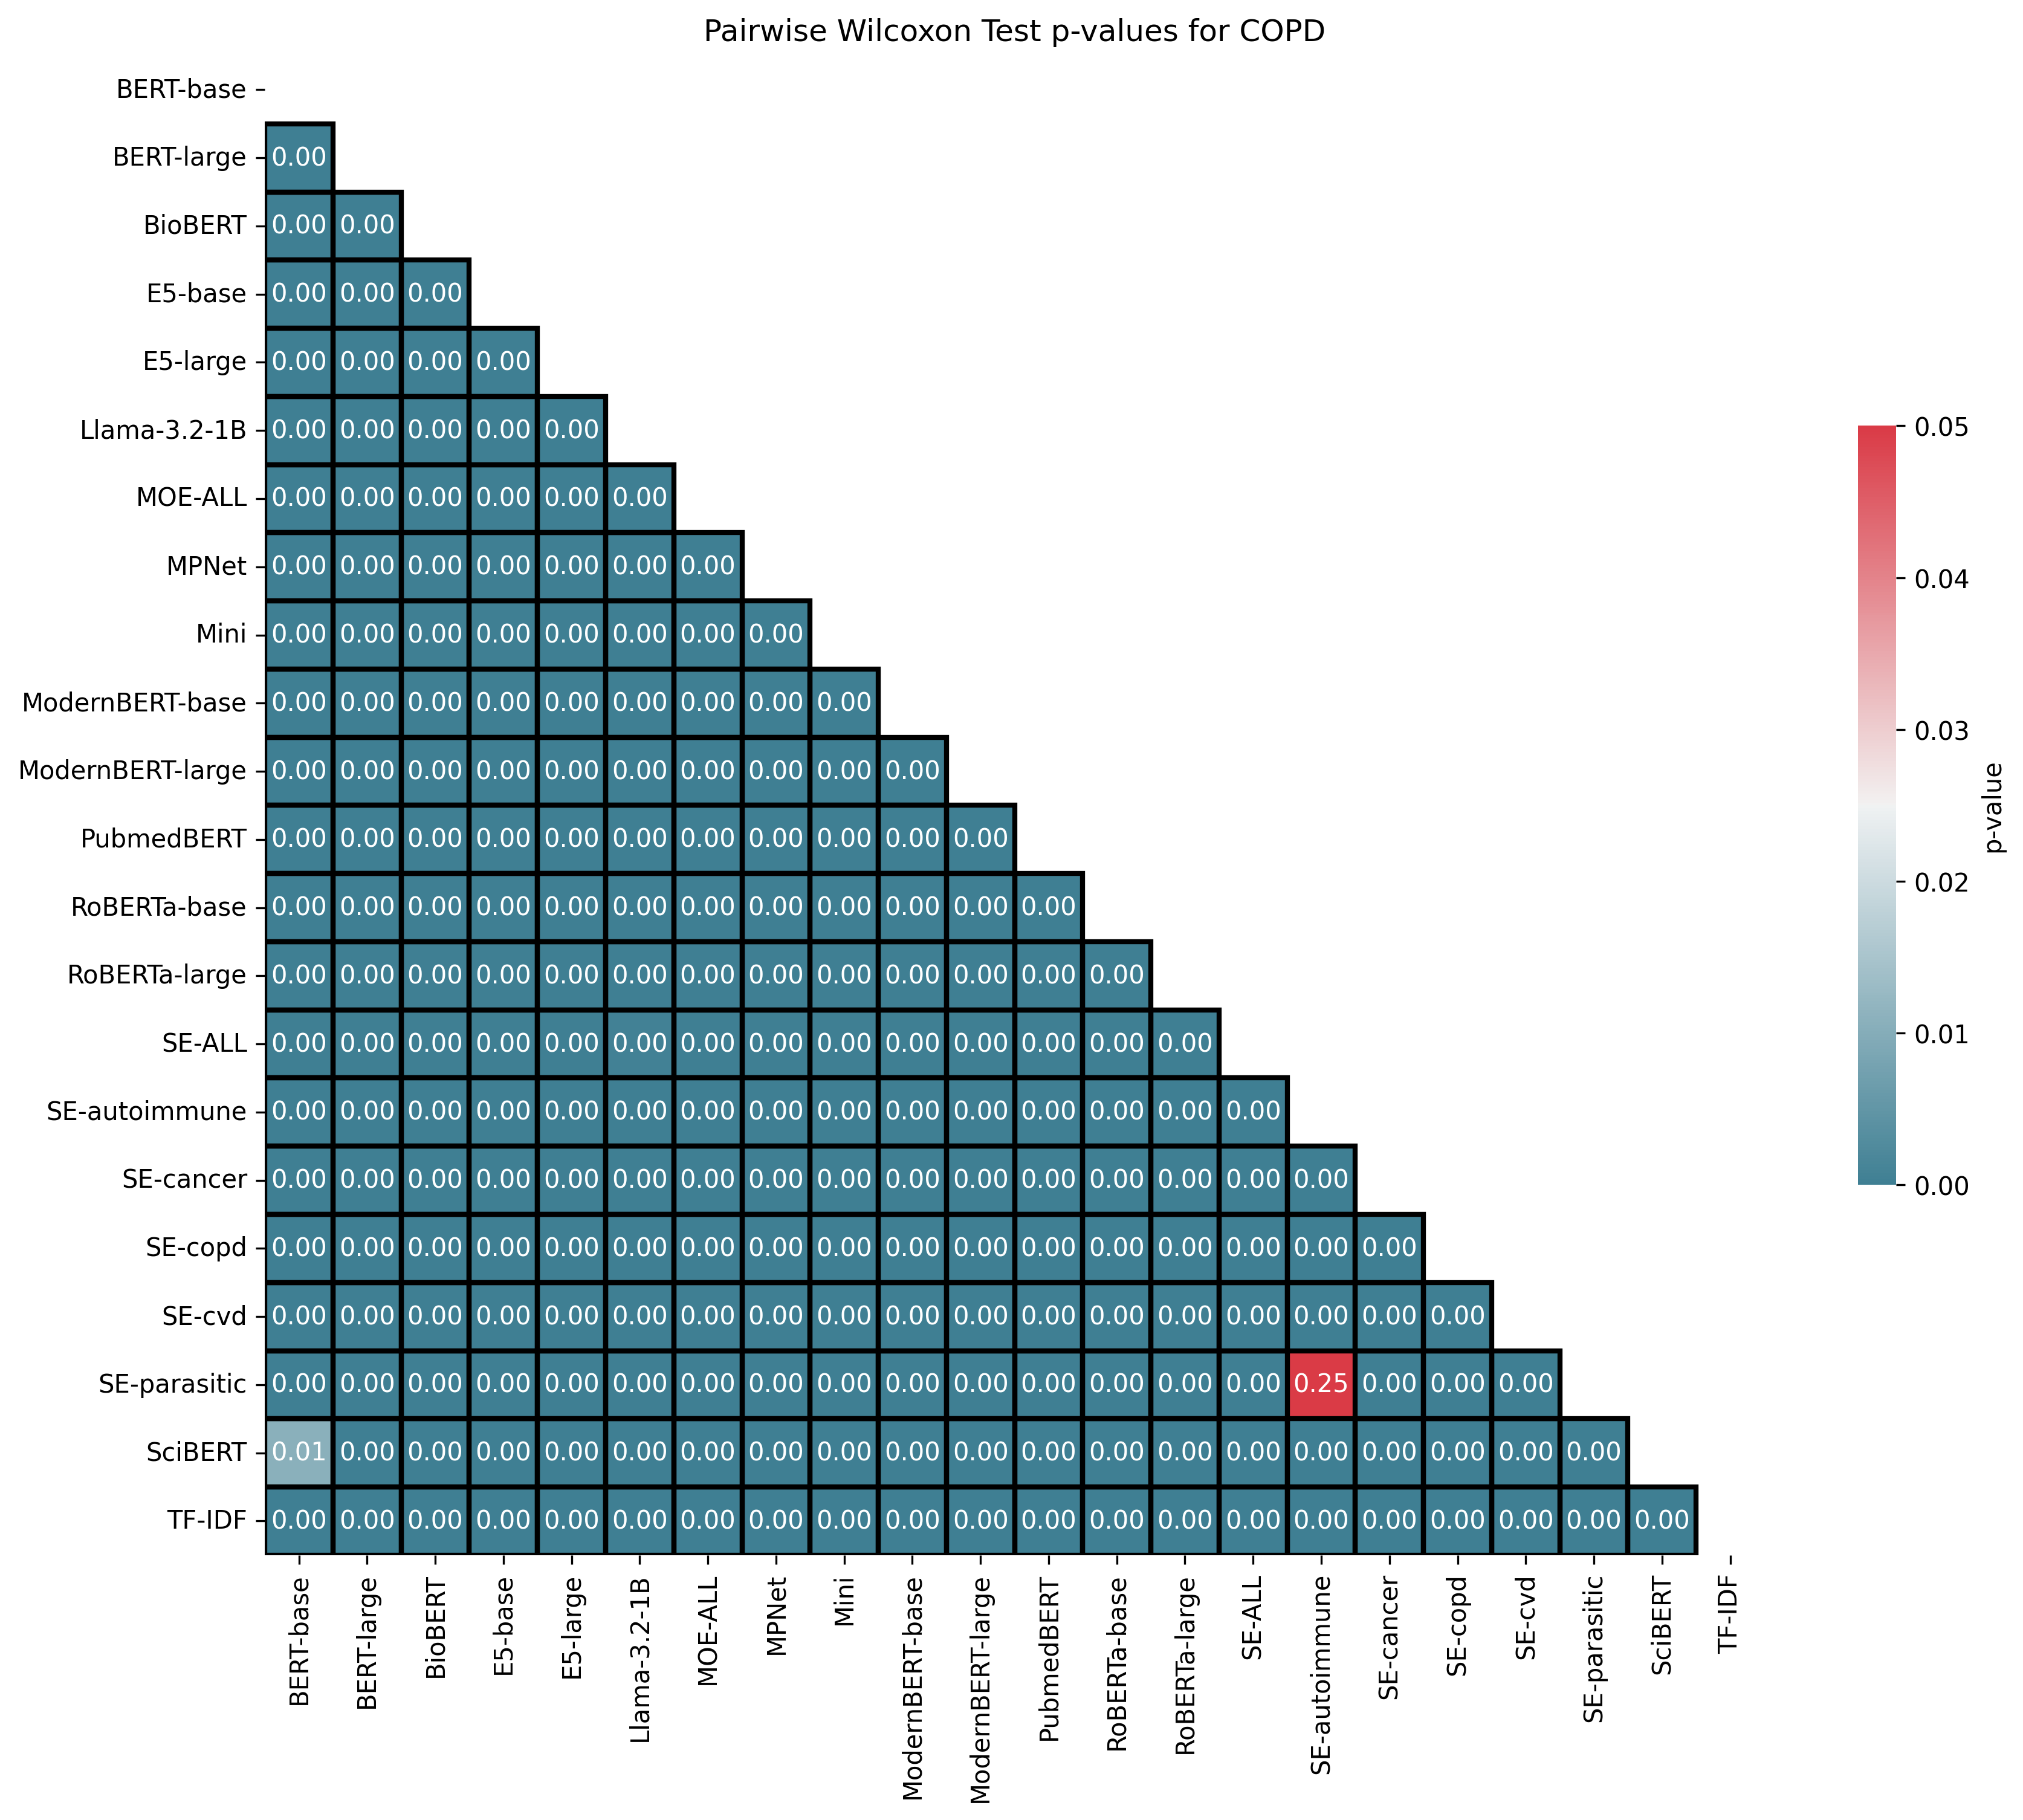 Pairwise Wilcoxon Test p-values for COPD
BERT-base
BERT-large 0.00
BioBERT 0.00 0.00
E5-base 0.00 0.00 0.00
E5-large 0.00 0.00 0.00 0.00
Llama-3.2-1B 0.00 0.00 0.00 0.00 0.00
MOE-ALL 0.00 0.00 0.00 0.00 0.00 0.00
MPNet 0.00 0.00 0.00 0.00 0.00 0.00 0.00
Mini 0.00 0.00 0.00 0.00 0.00 0.00 0.00 0.00
ModernBERT-base 0.00 0.00 0.00 0.00 0.00 0.00 0.00 0.00 0.00
ModernBERT-large 0.00 0.00 0.00 0.00 0.00 0.00 0.00 0.00 0.00 0.00
PubmedBERT 0.00 0.00 0.00 0.00 0.00 0.00 0.00 0.00 0.00 0.00 0.00
RoBERTa-base 0.00 0.00 0.00 0.00 0.00 0.00 0.00 0.00 0.00 0.00 0.00 0.00
RoBERTa-large 0.00 0.00 0.00 0.00 0.00 0.00 0.00 0.00 0.00 0.00 0.00 0.00 0.00
SE-ALL 0.00 0.00 0.00 0.00 0.00 0.00 0.00 0.00 0.00 0.00 0.00 0.00 0.00 0.00
SE-autoimmune 0.00 0.00 0.00 0.00 0.00 0.00 0.00 0.00 0.00 0.00 0.00 0.00 0.00 0.00 0.00
SE-cancer 0.00 0.00 0.00 0.00 0.00 0.00 0.00 0.00 0.00 0.00 0.00 0.00 0.00 0.00 0.00 0.00
SE-copd 0.00 0.00 0.00 0.00 0.00 0.00 0.00 0.00 0.00 0.00 0.00 0.00 0.00 0.00 0.00 0.00 0.00
SE-cvd 0.00 0.00 0.00 0.00 0.00 0.00 0.00 0.00 0.00 0.00 0.00 0.00 0.00 0.00 0.00 0.00 0.00 0.00
SE-parasitic 0.00 0.00 0.00 0.00 0.00 0.00 0.00 0.00 0.00 0.00 0.00 0.00 0.00 0.00 0.00 0.25 0.00 0.00 0.00
SciBERT 0.01 0.00 0.00 0.00 0.00 0.00 0.00 0.00 0.00 0.00 0.00 0.00 0.00 0.00 0.00 0.00 0.00 0.00 0.00 0.00
TF-IDF 0.00 0.00 0.00 0.00 0.00 0.00 0.00 0.00 0.00 0.00 0.00 0.00 0.00 0.00 0.00 0.00 0.00 0.00 0.00 0.00 0.00
BERT-base
BERT-large
BioBERT
E5-base
E5-large
Llama-3.2-1B
MOE-ALL
MPNet
Mini
ModernBERT-base
ModernBERT-large
PubmedBERT
RoBERTa-base
RoBERTa-large
SE-ALL
SE-autoimmune
SE-cancer
SE-copd
SE-cvd
SE-parasitic
SciBERT
TF-IDF
0.05
0.04
0.03
0.02
0.01
0.00
p-value